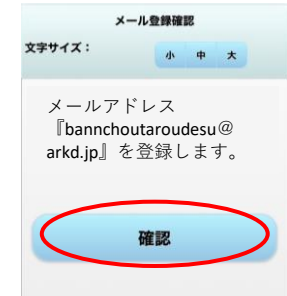 メール登録確認
文字サイズ： 小 中 大
メールアドレス
『bannchoutaroudesu@
arkd.jp』を登録します。
確認